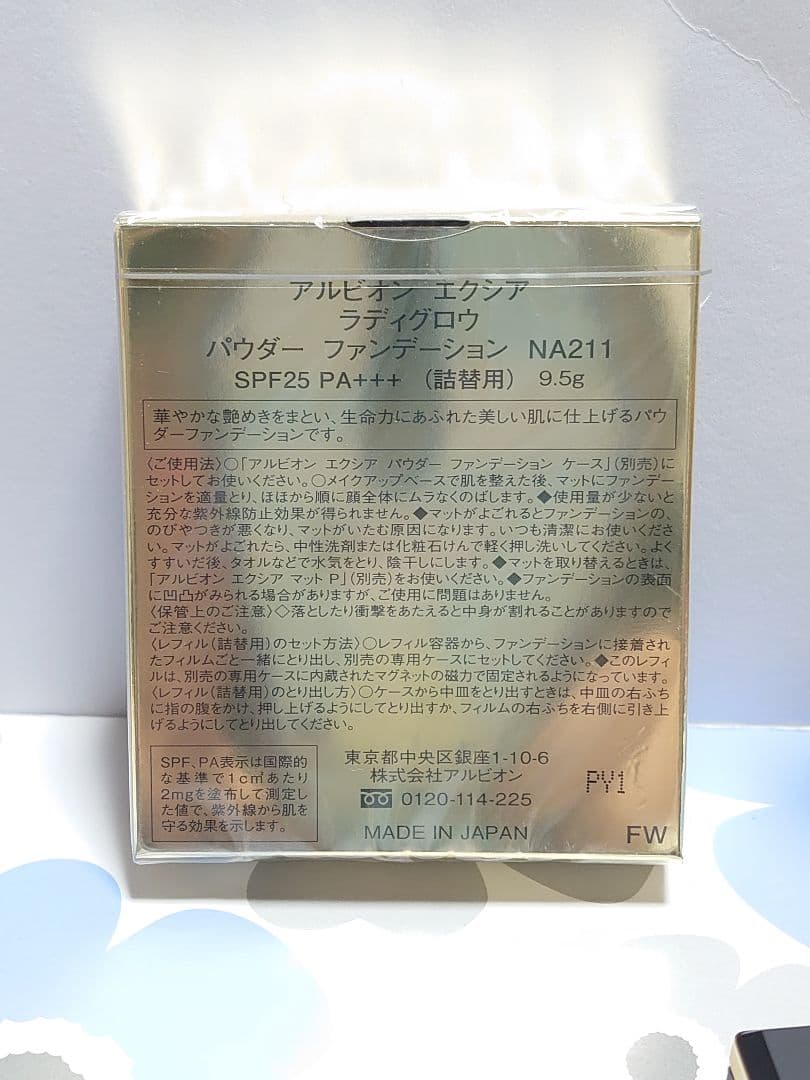 アルビオン エクシア
ラディグロウ
パウダー ファンデーション NA211
SPF25 PA+++ (詰替用) 9.5g
華やかな艶めきをまとい、生命力にあふれた美しい肌に仕上げるパウ
ダーファンデーションです。
〈ご使用法〉○「アルビオン エクシア パウダー ファンデーション ケース」(別売)に
セットしてお使いください。○メイクアップベースで肌を整えた後、マットにファンデー
ションを適量とり、ほほから順に顔全体にムラなくのばします。◆使用量が少ないと
充分な紫外線防止効果が得られません。◆マットがよごれるとファンデーションの、
のびやつきが悪くなり、マットがいたむ原因になります。いつも清潔にお使いくださ
い。マットがよごれたら、中性洗剤または化粧石けんで軽く押し洗いしてください。よく
すすいだ後、タオルなどで水気をとり、陰干しにします。◆マットを取り替えるときは、
「アルビオン エクシア マット P」(別売)をお使いください。◆ファンデーションの表面
に凹凸がみられる場合がありますが、ご使用に問題はありません。
〈保管上のご注意〉◇落としたり衝撃をあたえると中身が割れることがありますので
ご注意ください。
〈レフィル(詰替用)のセット方法〉○レフィル容器から、ファンデーションに接着され
たフィルムごと一緒にとり出し、別売の専用ケースにセットしてください。◆このレフィ
ルは、別売の専用ケースに内蔵されたマグネットの磁力で固定されるようになっています。
〈レフィル(詰替用)のとり出し方〉○ケースから中皿をとり出すときは、中皿の右ふち
に指の腹をかけ、押し上げるようにしてとり出すか、フィルムの右ふちを右側に引き上
げるようにしてとり出してください。
SPF、PA表示は国際的
な基準で1c㎡あたり
2mgを塗布して測定し
た値で、紫外線から肌を
守る効果を示します。
東京都中央区銀座1-10-6
株式会社アルビオン
0120-114-225
MADE IN JAPAN
PY1
FW